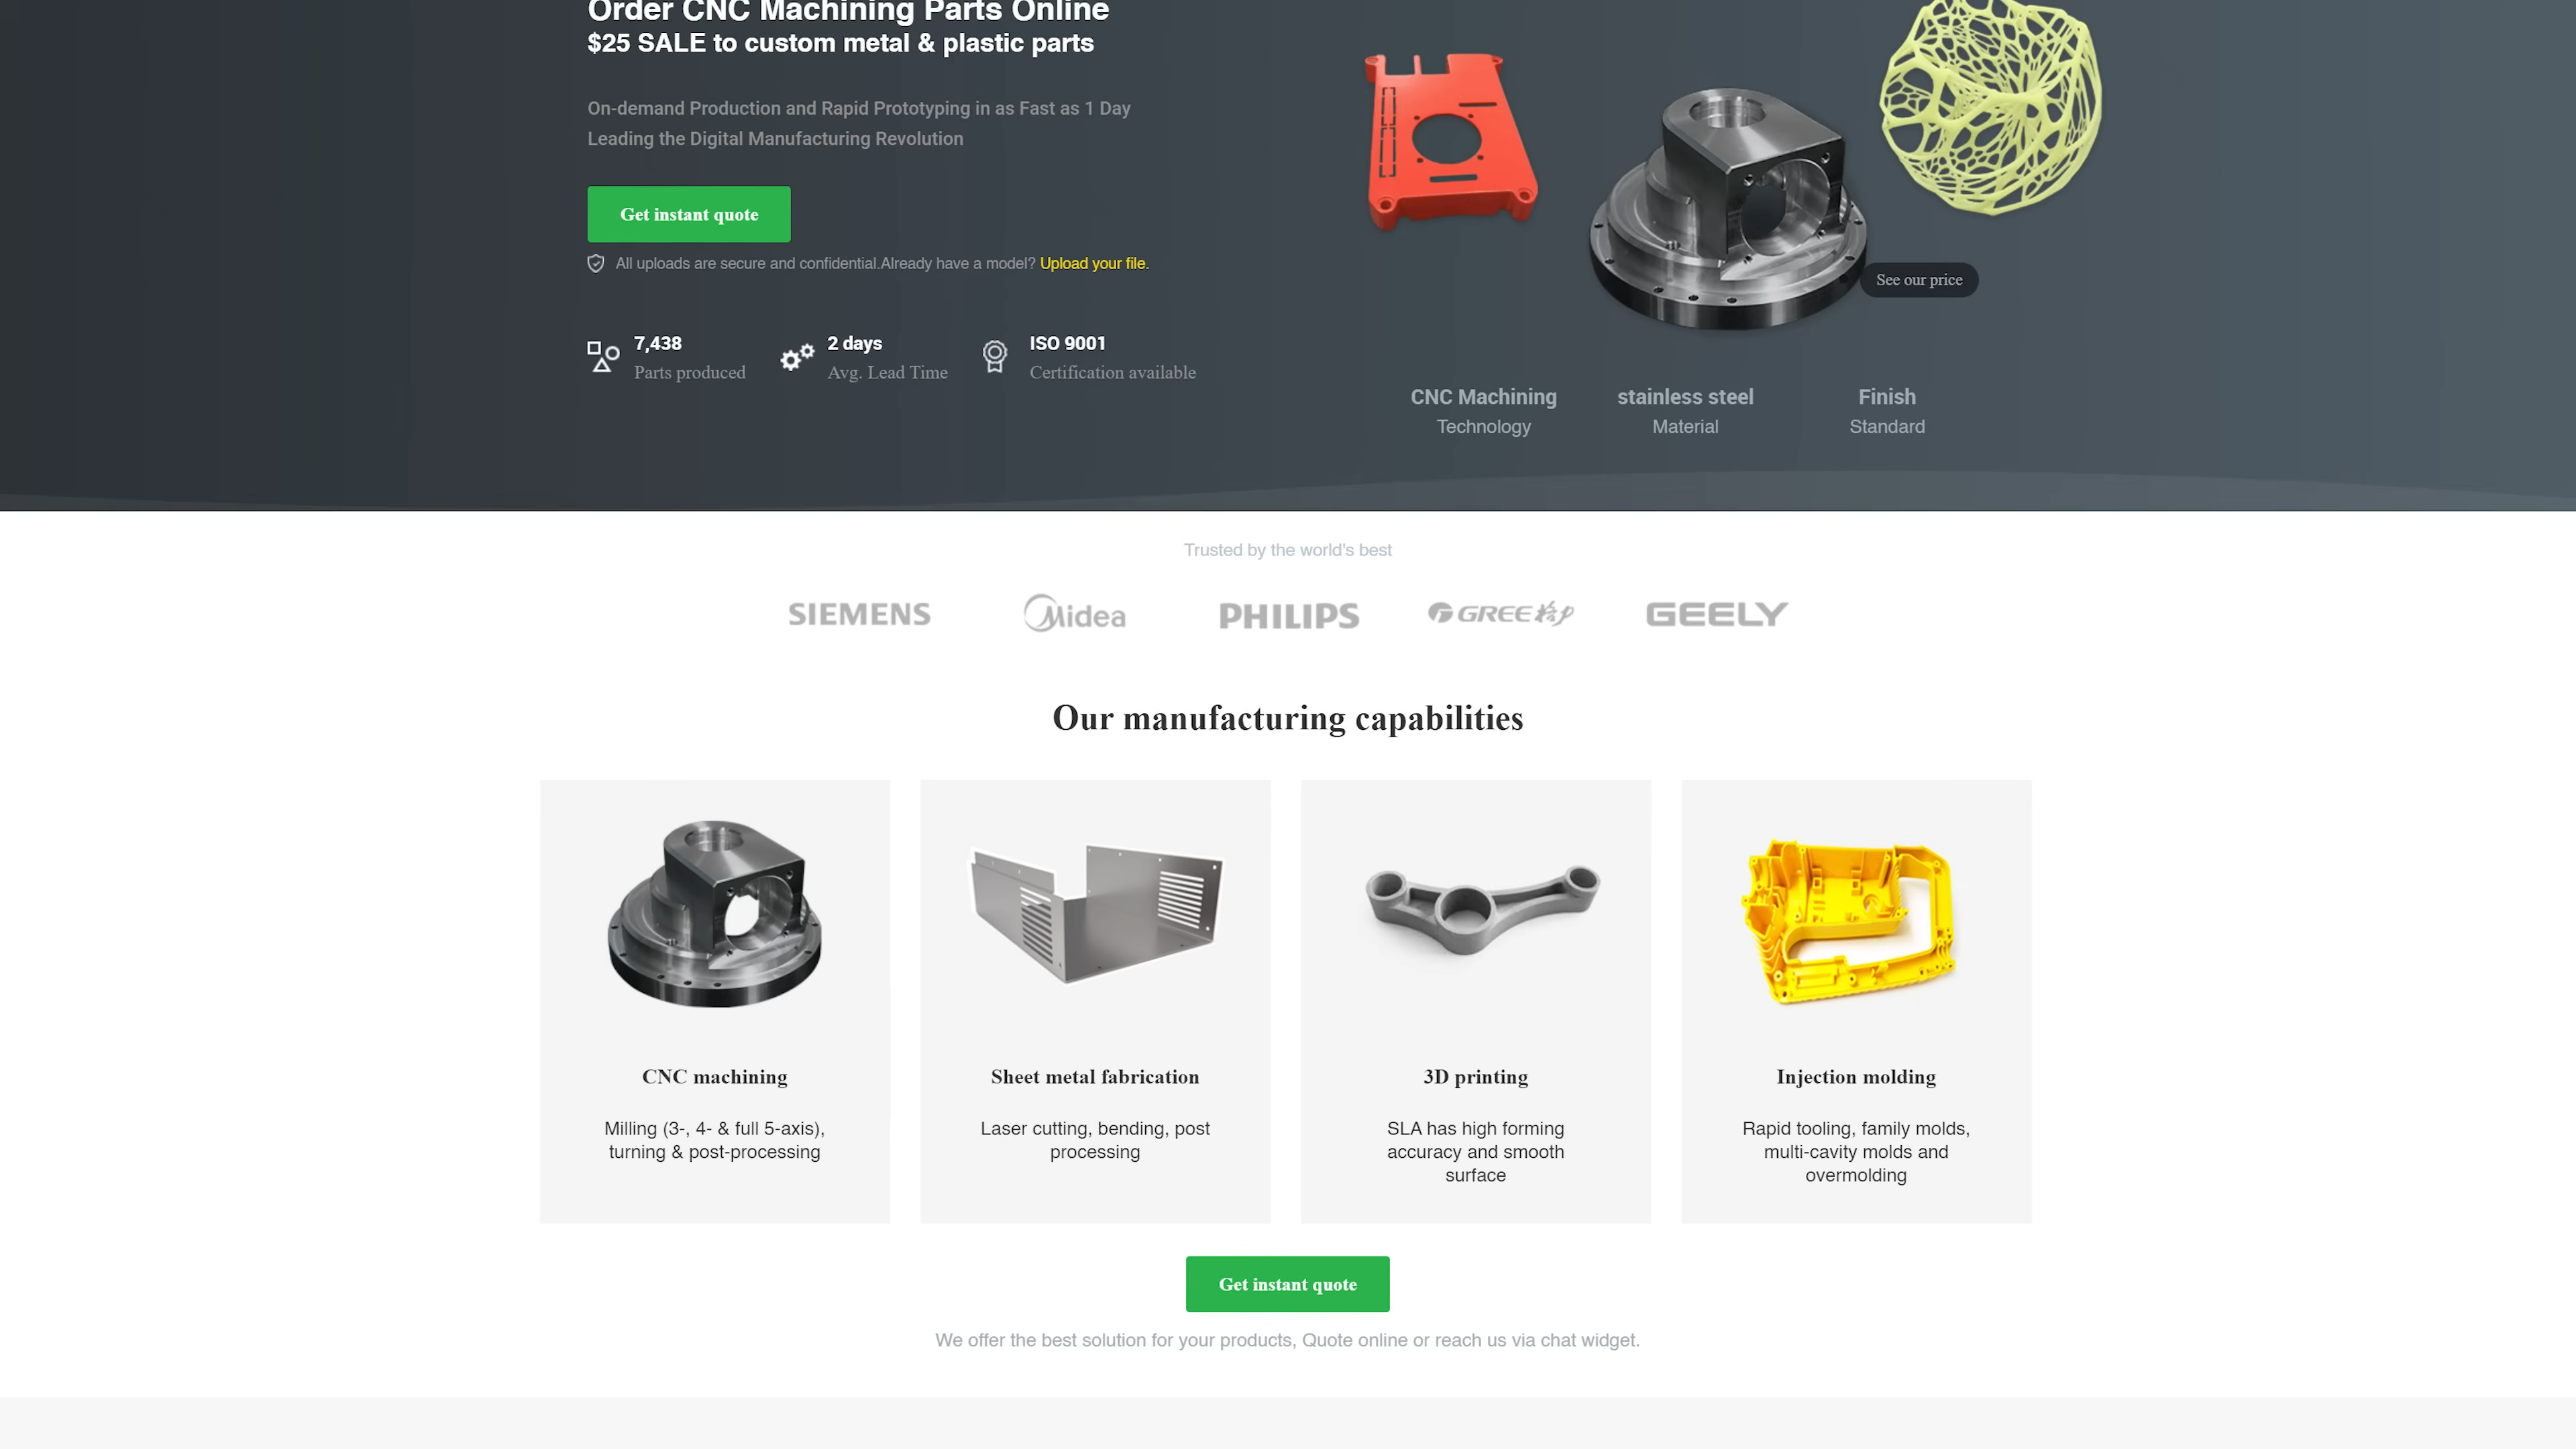 Order CNC Machining Parts Online
$25 SALE to custom metal & plastic parts
On-demand Production and Rapid Prototyping in as Fast as 1 Day
Leading the Digital Manufacturing Revolution
Get instant quote
All uploads are secure and confidential.Already have a model? Upload your file.
7,438
Parts produced
2 days
Avg. Lead Time
ISO 9001
Certification available
See our price
CNC Machining
Technology
stainless steel
Material
Finish
Standard
Trusted by the world's best
SIEMENS
Midea
PHILIPS
GREE格力
GEELY
Our manufacturing capabilities
CNC machining
Milling (3-, 4- & full 5-axis),
turning & post-processing
Sheet metal fabrication
Laser cutting, bending, post
processing
3D printing
SLA has high forming
accuracy and smooth
surface
Injection molding
Rapid tooling, family molds,
multi-cavity molds and
overmolding
Get instant quote
We offer the best solution for your products, Quote online or reach us via chat widget.